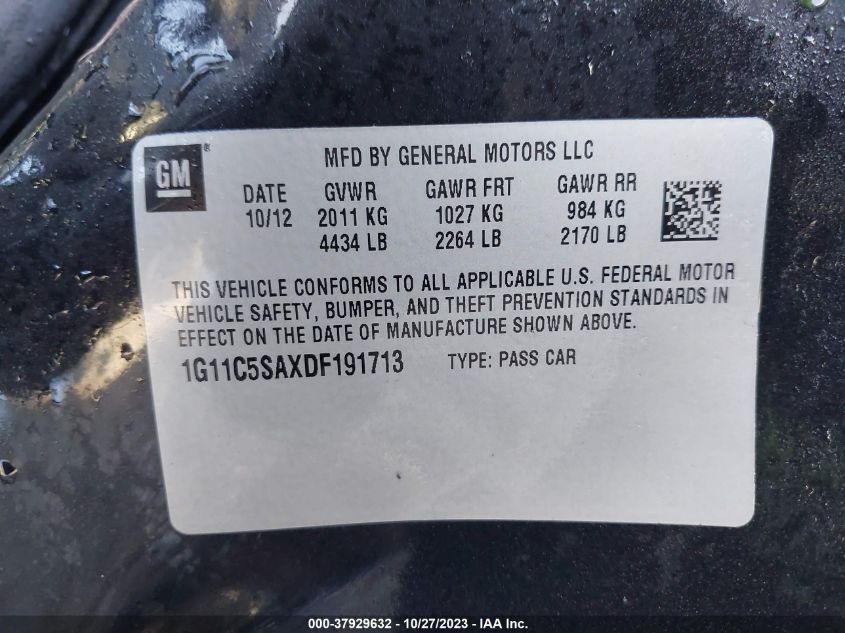 GM ®
MFD BY GENERAL MOTORS LLC
DATE GVWR GAWR FRT GAWR RR
10/12 2011 KG 1027 KG 984 KG
4434 LB 2264 LB 2170 LB
THIS VEHICLE CONFORMS TO ALL APPLICABLE U.S. FEDERAL MOTOR
VEHICLE SAFETY, BUMPER, AND THEFT PREVENTION STANDARDS IN
EFFECT ON THE DATE OF MANUFACTURE SHOWN ABOVE.
1G11C5SAXDF191713 TYPE: PASS CAR
000-37929632 - 10/27/2023 - IAAI.com